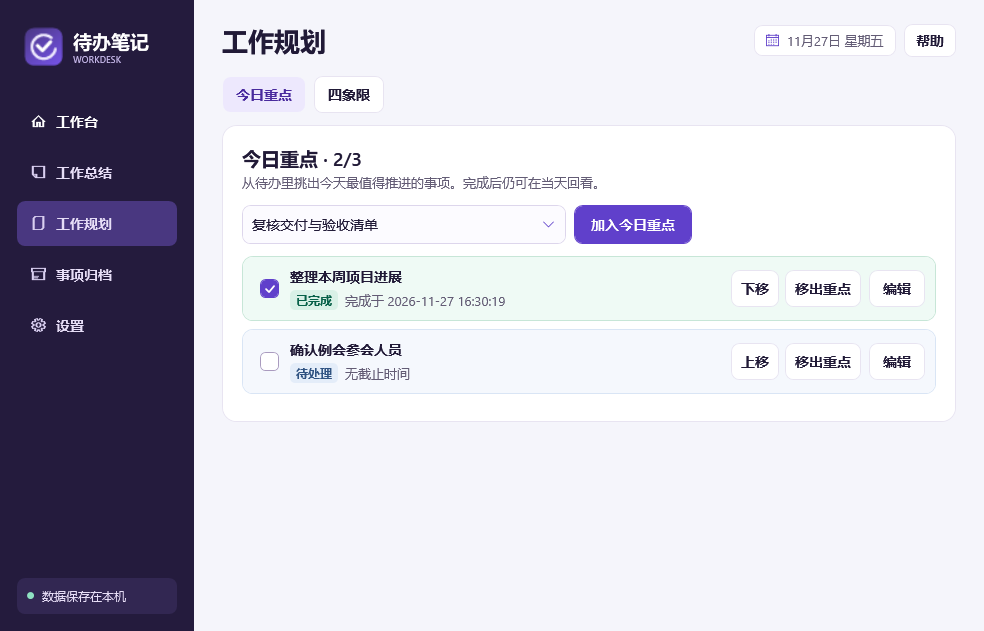 待办笔记
WORKDESK
工作台
工作总结
工作规划
事项归档
设置
数据保存在本机
工作规划
11月27日 星期五
帮助
今日重点
四象限
今日重点 · 2/3
从待办里挑出今天最值得推进的事项。完成后仍可在当天回看。
复核交付与验收清单
加入今日重点
整理本周项目进展
已完成 完成于 2026-11-27 16:30:19
下移
移出重点
编辑
确认例会参会人员
待处理 无截止时间
上移
移出重点
编辑